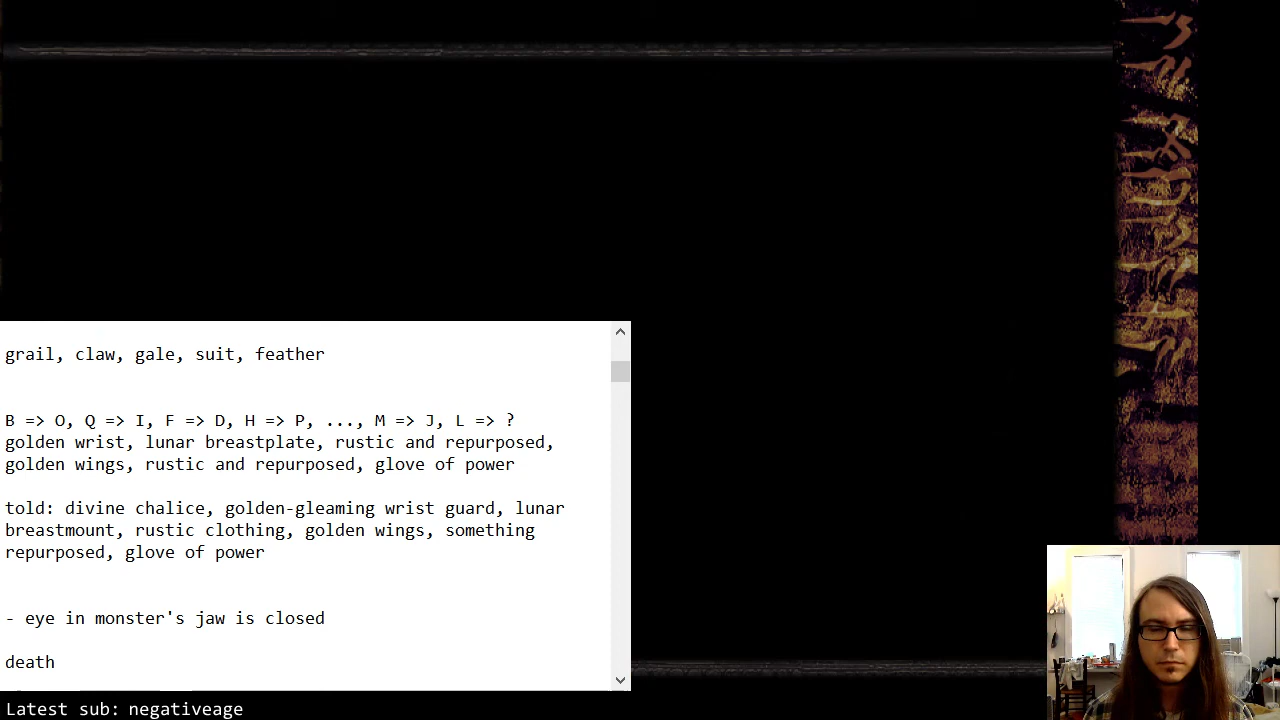 grail, claw, gale, suit, feather
B => O, Q => I, F => D, H => P, ..., M => J, L => ?
golden wrist, lunar breastplate, rustic and repurposed,
golden wings, rustic and repurposed, glove of power
told: divine chalice, golden-gleaming wrist guard, lunar
breastmount, rustic clothing, golden wings, something
repurposed, glove of power
- eye in monster's jaw is closed
death
Latest sub: negativeage